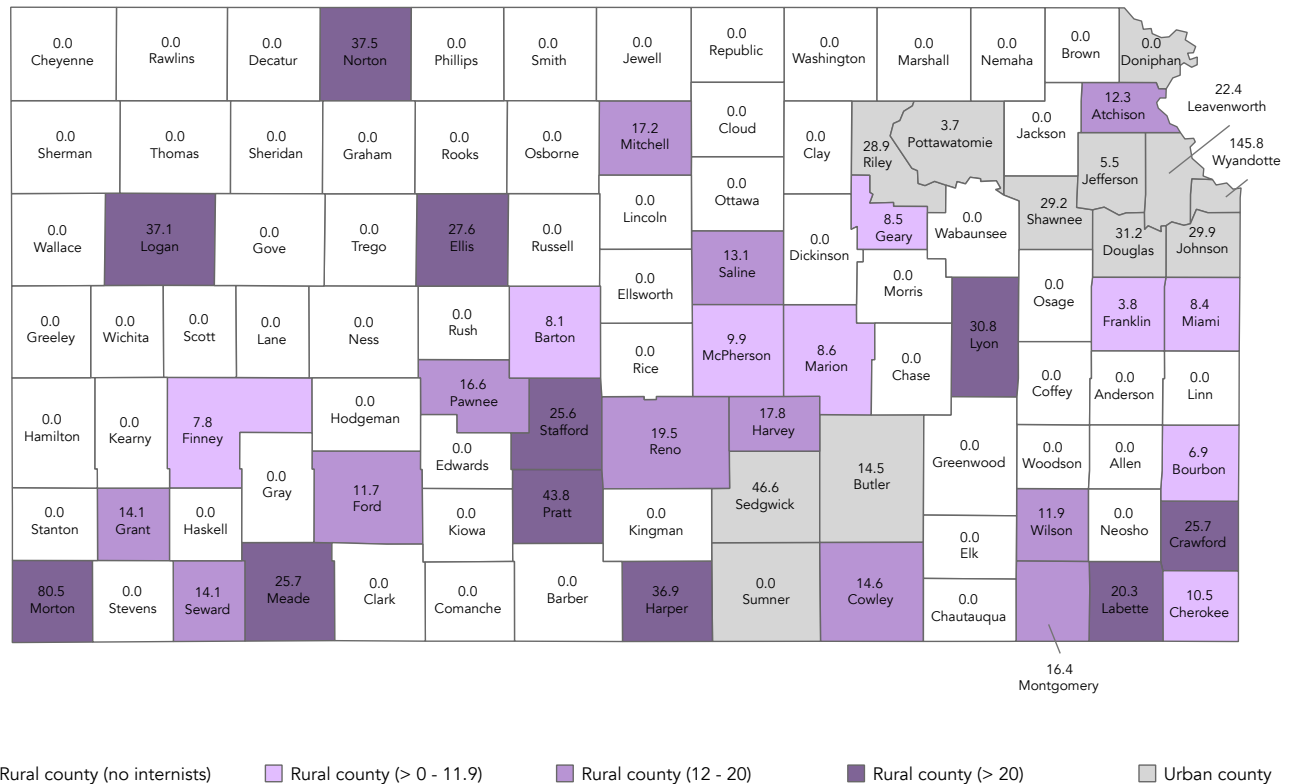 0.0
Cheyenne
0.0
Rawlins
0.0
Decatur
37.5
Norton
0.0
Phillips
0.0
Smith
0.0
Jewell
0.0
Republic
0.0
Washington
0.0
Marshall
0.0
Nemaha
0.0
Brown
0.0
Doniphan
12.3
Atchison
22.4
Leavenworth
145.8
Wyandotte
0.0
Sherman
0.0
Thomas
0.0
Sheridan
0.0
Graham
0.0
Rooks
0.0
Osborne
17.2
Mitchell
0.0
Cloud
0.0
Clay
28.9
Riley
3.7
Pottawatomie
0.0
Jackson
5.5
Jefferson
0.0
Wallace
37.1
Logan
0.0
Gove
0.0
Trego
27.6
Ellis
0.0
Russell
0.0
Lincoln
0.0
Ottawa
0.0
Dickinson
8.5
Geary
0.0
Wabaunsee
29.2
Shawnee
31.2
Douglas
29.9
Johnson
0.0
Ellsworth
13.1
Saline
0.0
Morris
0.0
Osage
3.8
Franklin
8.4
Miami
0.0
Greeley
0.0
Wichita
0.0
Scott
0.0
Lane
0.0
Ness
0.0
Rush
8.1
Barton
0.0
Rice
9.9
McPherson
8.6
Marion
0.0
Chase
30.8
Lyon
0.0
Coffey
0.0
Anderson
0.0
Linn
0.0
Hamilton
0.0
Kearny
7.8
Finney
0.0
Hodgeman
16.6
Pawnee
25.6
Stafford
19.5
Reno
17.8
Harvey
0.0
Gray
11.7
Ford
0.0
Edwards
43.8
Pratt
46.6
Sedgwick
14.5
Butler
0.0
Greenwood
0.0
Woodson
0.0
Allen
6.9
Bourbon
0.0
Stanton
14.1
Grant
0.0
Haskell
0.0
Kiowa
0.0
Kingman
0.0
Elk
11.9
Wilson
0.0
Neosho
25.7
Crawford
80.5
Morton
0.0
Stevens
14.1
Seward
25.7
Meade
0.0
Clark
0.0
Comanche
0.0
Barber
36.9
Harper
0.0
Sumner
14.6
Cowley
0.0
Chautauqua
20.3
Labette
10.5
Cherokee
16.4
Montgomery
Rural county (no internists)
Rural county (> 0 - 11.9)
Rural county (12 - 20)
Rural county (> 20)
Urban county